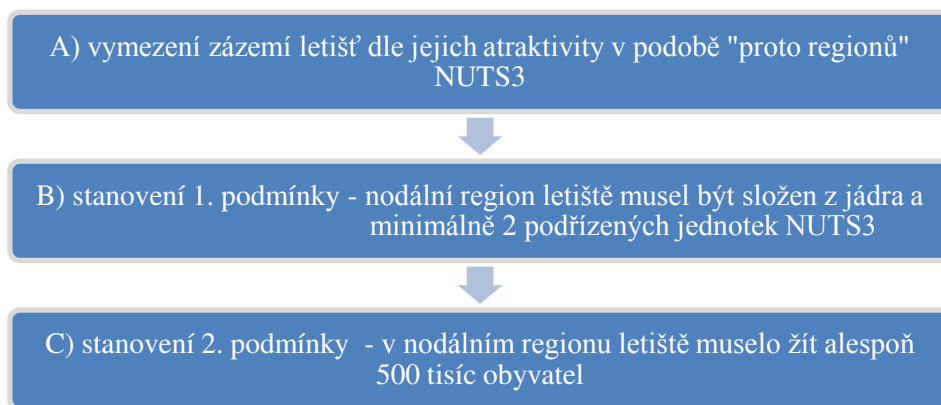 A) vymezení zázemí letišť dle jejich atraktivity v podobě "proto regionů"
NUTS3
B) stanovení 1. podmínky - nodální region letiště musel být složen z jádra a
minimálně 2 podřízených jednotek NUTS3
C) stanovení 2. podmínky - v nodálním regionu letiště muselo žít alespoň
500 tisíc obyvatel